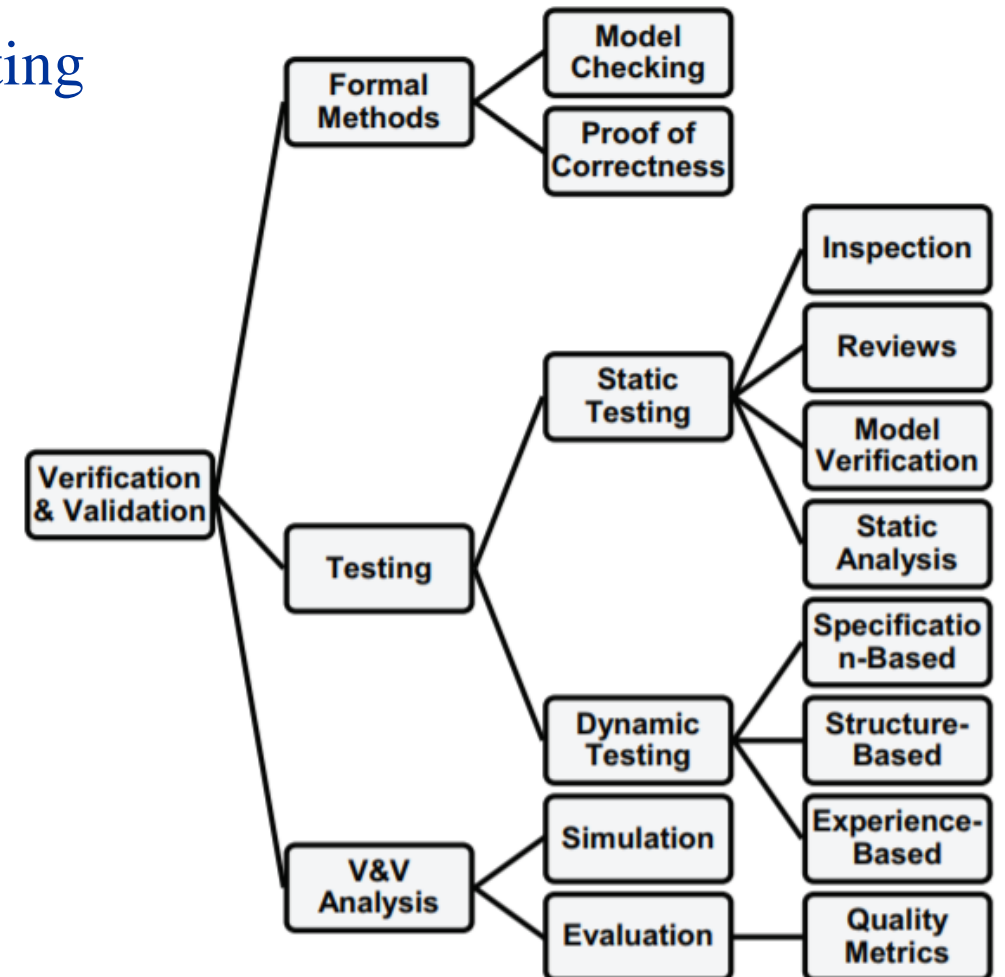 ting
Model
Checking
Formal
Methods
Proof of
Correctness
Inspection
Reviews
Static
Testing
Model
Verification
Verification
& Validation
Static
Analysis
Testing
Specificatio
n-Based
Dynamic
Testing
Structure-
Based
Simulation
Experience-
Based
V&V
Analysis
Evaluation
Quality
Metrics